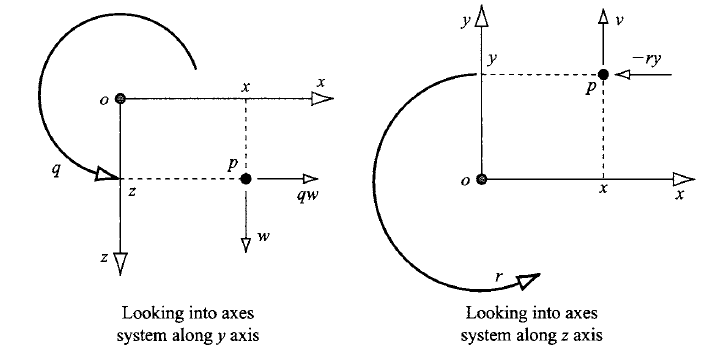 o
x
x
q
z
p
qw
w
z
Looking into axes
system along y axis
y
v
y
−ry
p
o
x
x
r
Looking into axes
system along z axis